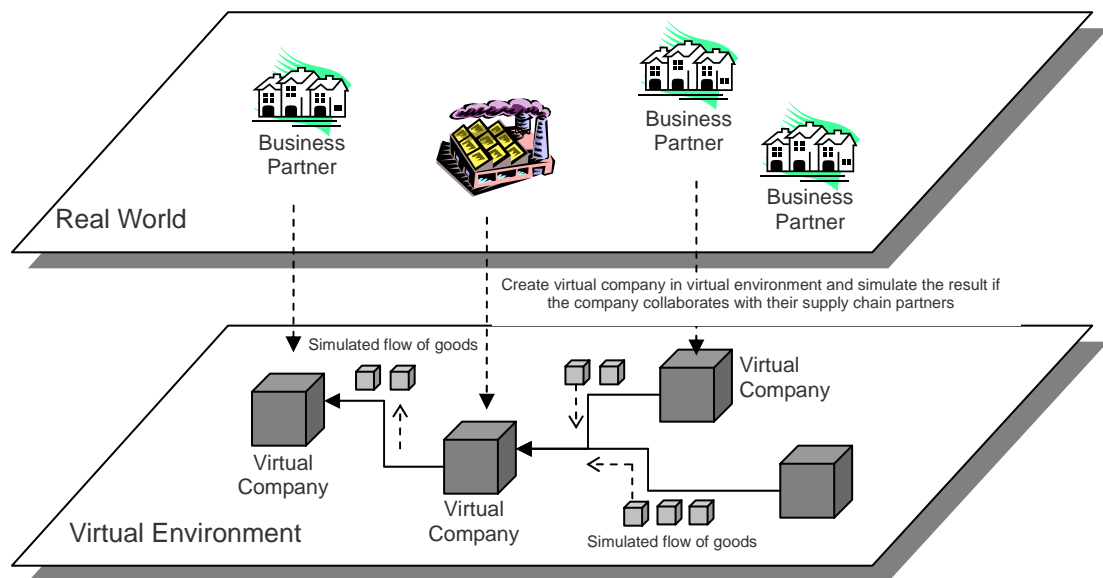 Business
Partner
Business
Partner
Business
Partner
Real World
Create virtual company in virtual environment and simulate the result if
the company collaborates with their supply chain partners
Simulated flow of goods
Virtual
Company
Virtual
Company
Virtual
Company
Virtual Environment
Simulated flow of goods